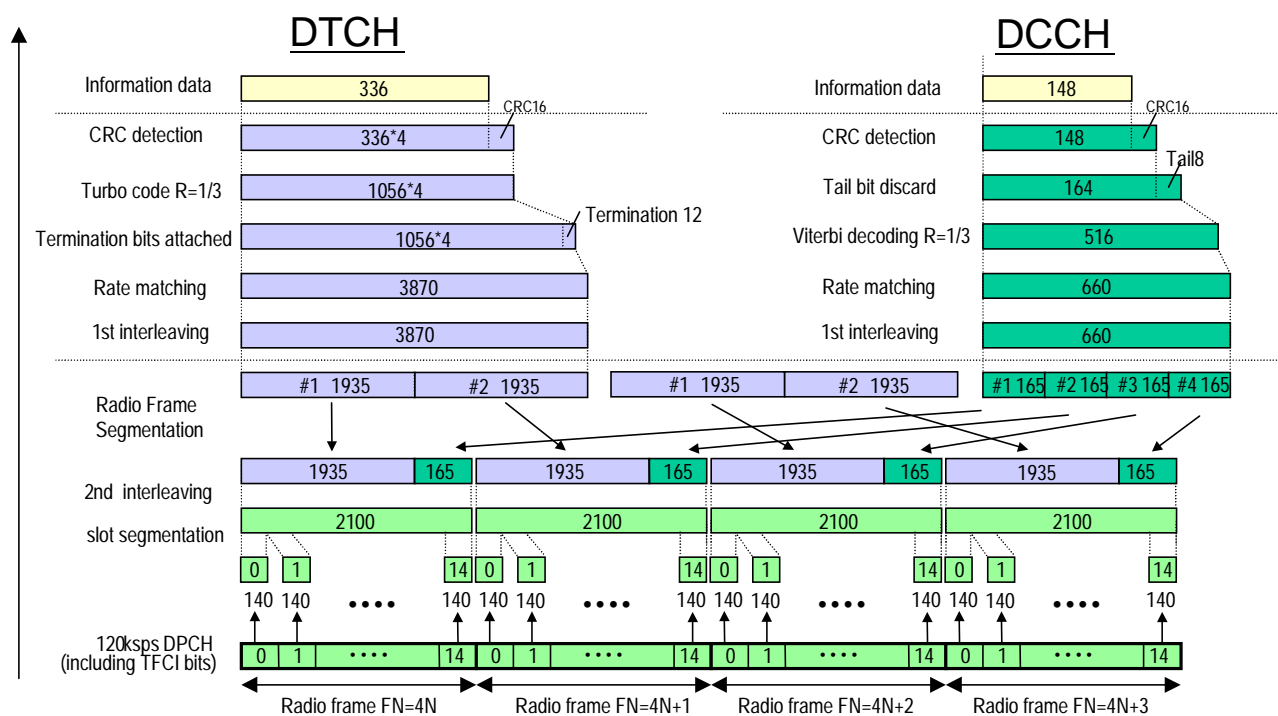 DTCH
DCCH
Information data
336
Information data
148
CRC16
CRC16
CRC detection
336*4
CRC detection
148
Turbo code R=1/3
1056*4
Tail bit discard
164
Tail8
Termination 12
Termination bits attached
1056*4
Viterbi decoding R=1/3
516
Rate matching
3870
Rate matching
660
1st interleaving
3870
1st interleaving
660
Radio Frame
Segmentation
#1 1935
#2 1935
#1 1935
#2 1935
#1 165
#2 165
#3 165
#4 165
2nd interleaving
1935
165
1935
165
1935
165
1935
165
slot segmentation
2100
2100
2100
2100
0
1
14
0
1
14
0
1
14
0
1
14
140
140
••••
140
140
140
••••
140
140
140
••••
140
140
140
••••
140
120ksps DPCH
(including TFCI bits)
0
1
••••
14
0
1
••••
14
0
1
••••
14
0
1
••••
14
Radio frame FN=4N
Radio frame FN=4N+1
Radio frame FN=4N+2
Radio frame FN=4N+3